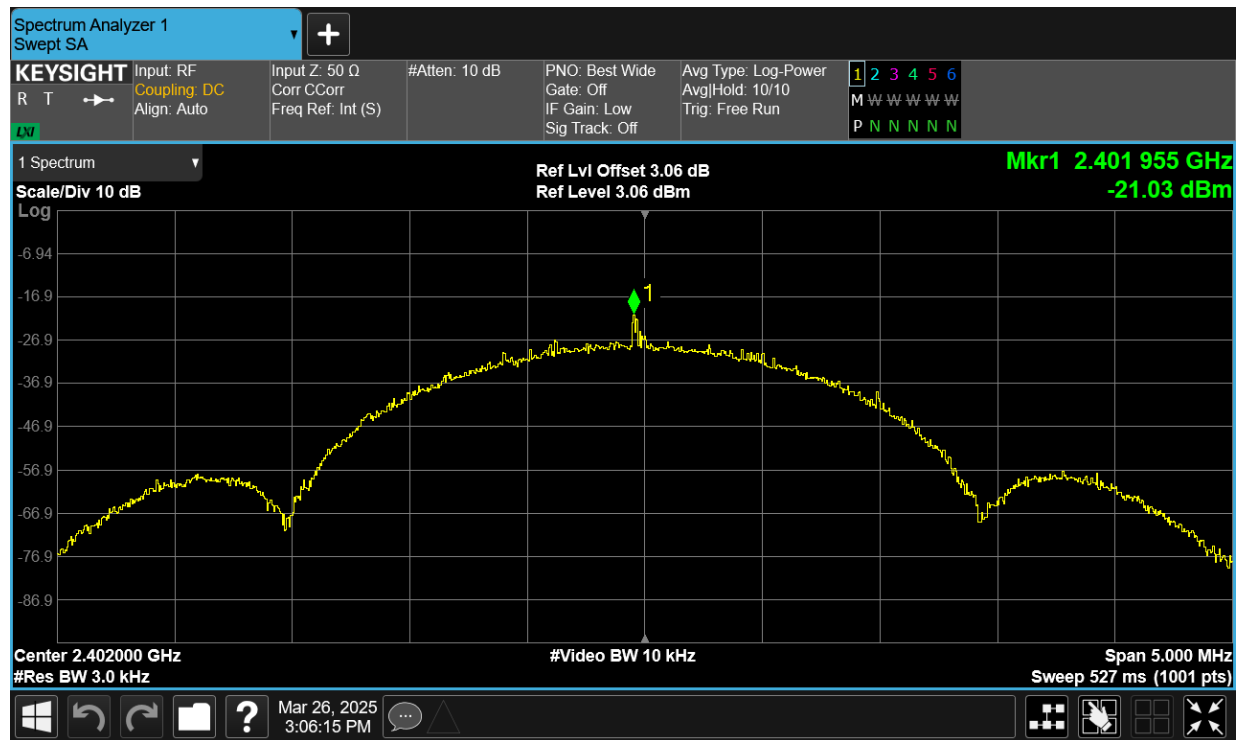 Spectrum Analyzer 1
Swept SA
+
KEYSIGHT
R T
LXI
Input: RF
Coupling: DC
Align: Auto
Input Z: 50 Ω
Corr CCorr
Freq Ref: Int (S)
#Atten: 10 dB
PNO: Best Wide
Gate: Off
IF Gain: Low
Sig Track: Off
Avg Type: Log-Power
Avg|Hold: 10/10
Trig: Free Run
1 2 3 4 5 6
M W W W W W
P N N N N N N
1 Spectrum
Scale/Div 10 dB
Log
Ref Lvl Offset 3.06 dB
Ref Level 3.06 dBm
Mkr1 2.401 955 GHz
-21.03 dBm
1
-6.94
-16.9
-26.9
-36.9
-46.9
-56.9
-66.9
-76.9
-86.9
Center 2.402000 GHz
#Res BW 3.0 kHz
#Video BW 10 kHz
Span 5.000 MHz
Sweep 527 ms (1001 pts)
?
Mar 26, 2025
3:06:15 PM